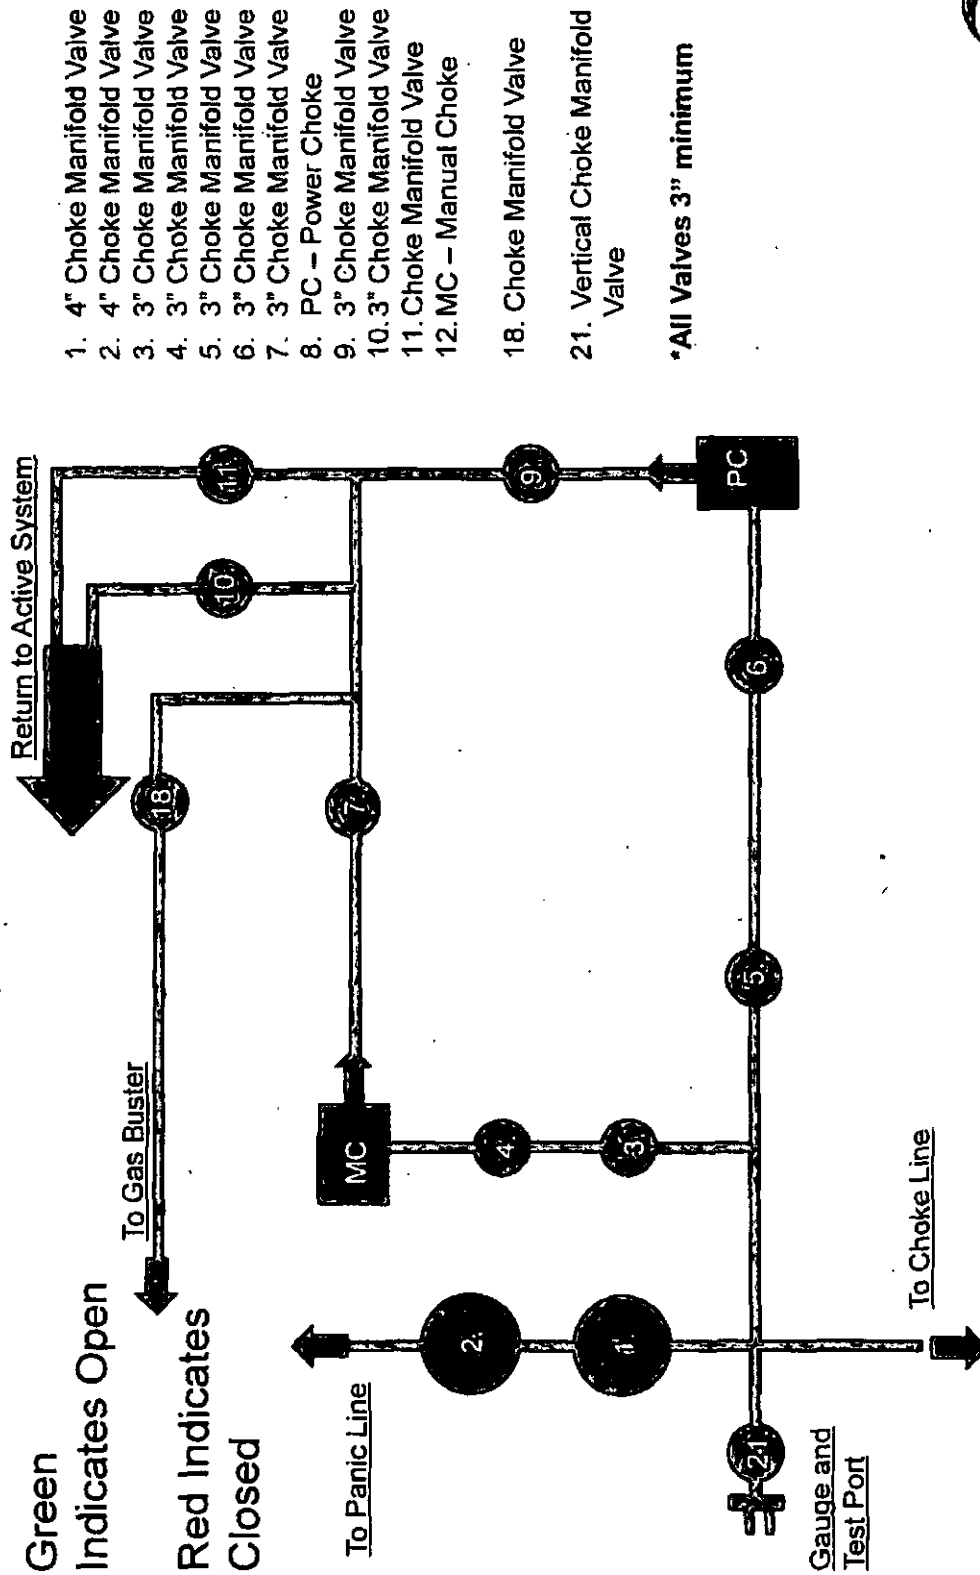 Green
Indicates Open
Red Indicates
Closed
To Gas Buster
Return to Active System
To Panic Line
Gauge and
Test Port
To Choke Line
18
11
10
7
9
MC
PC
4
3
2
1
21
5
6
1. 4" Choke Manifold Valve
2. 4" Choke Manifold Valve
3. 3" Choke Manifold Valve
4. 3" Choke Manifold Valve
5. 3" Choke Manifold Valve
6. 3" Choke Manifold Valve
7. 3" Choke Manifold Valve
8. PC – Power Choke
9. 3" Choke Manifold Valve
10. 3" Choke Manifold Valve
11. Choke Manifold Valve
12. MC – Manual Choke
18. Choke Manifold Valve
21. Vertical Choke Manifold
Valve
*All Valves 3" minimum